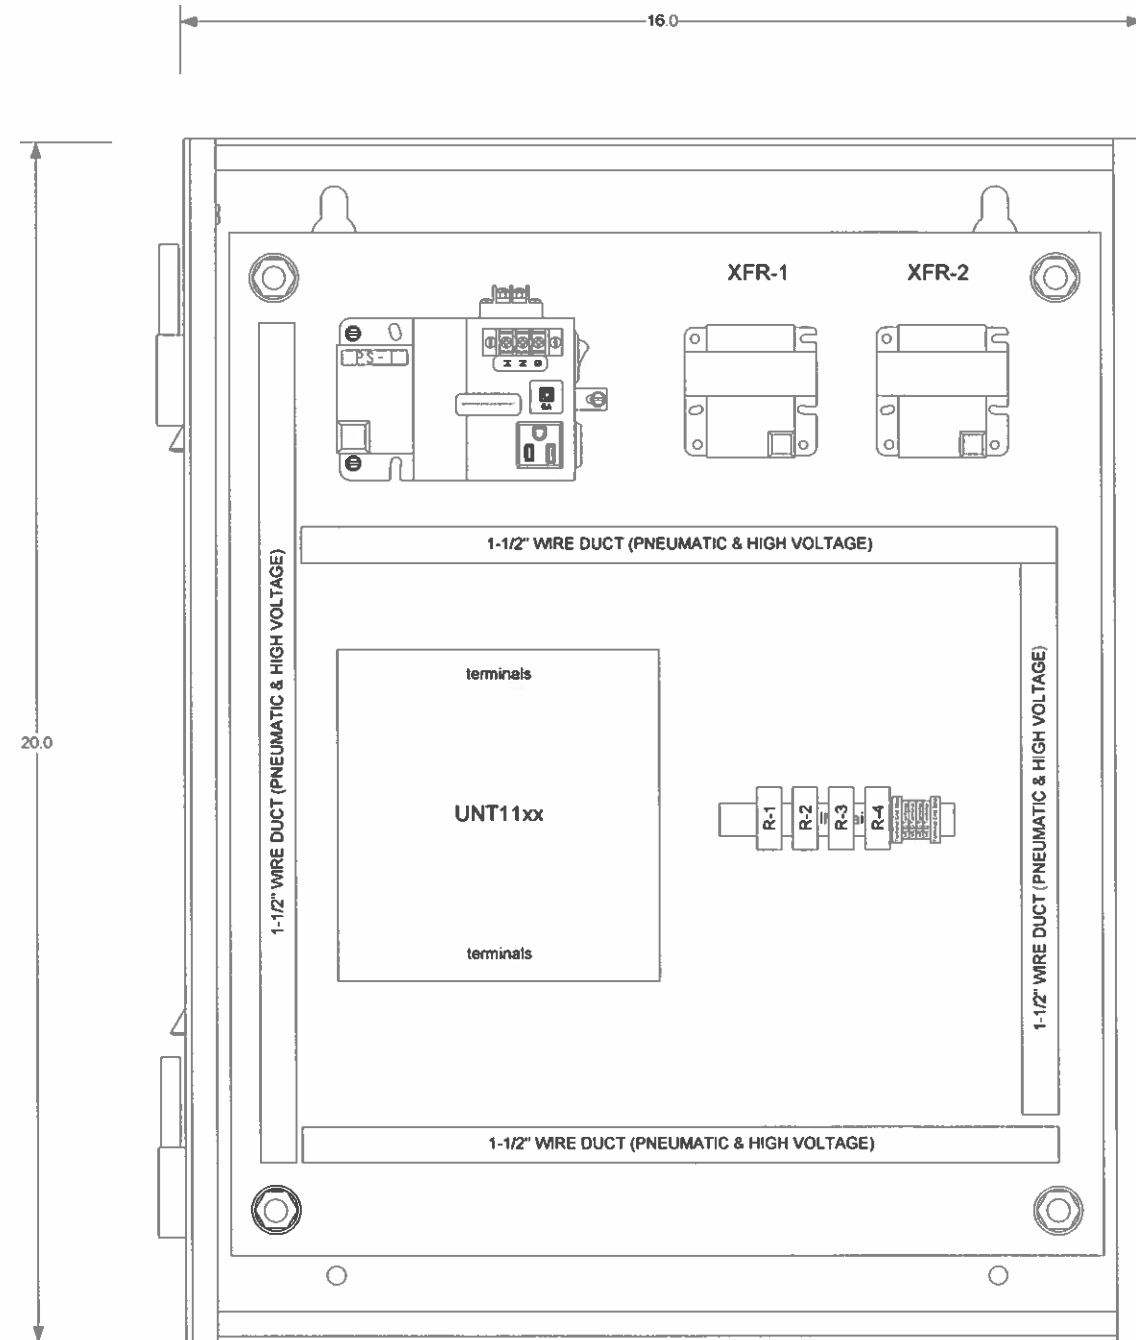 16.0
XFR-1
XFR-2
PS-1
H N G
1-1/2" WIRE DUCT (PNEUMATIC & HIGH VOLTAGE)
1-1/2" WIRE DUCT (PNEUMATIC & HIGH VOLTAGE)
terminals
1-1/2" WIRE DUCT (PNEUMATIC & HIGH VOLTAGE)
20.0
UNT11xx
R-1
R-2
R-3
R-4
terminals
1-1/2" WIRE DUCT (PNEUMATIC & HIGH VOLTAGE)